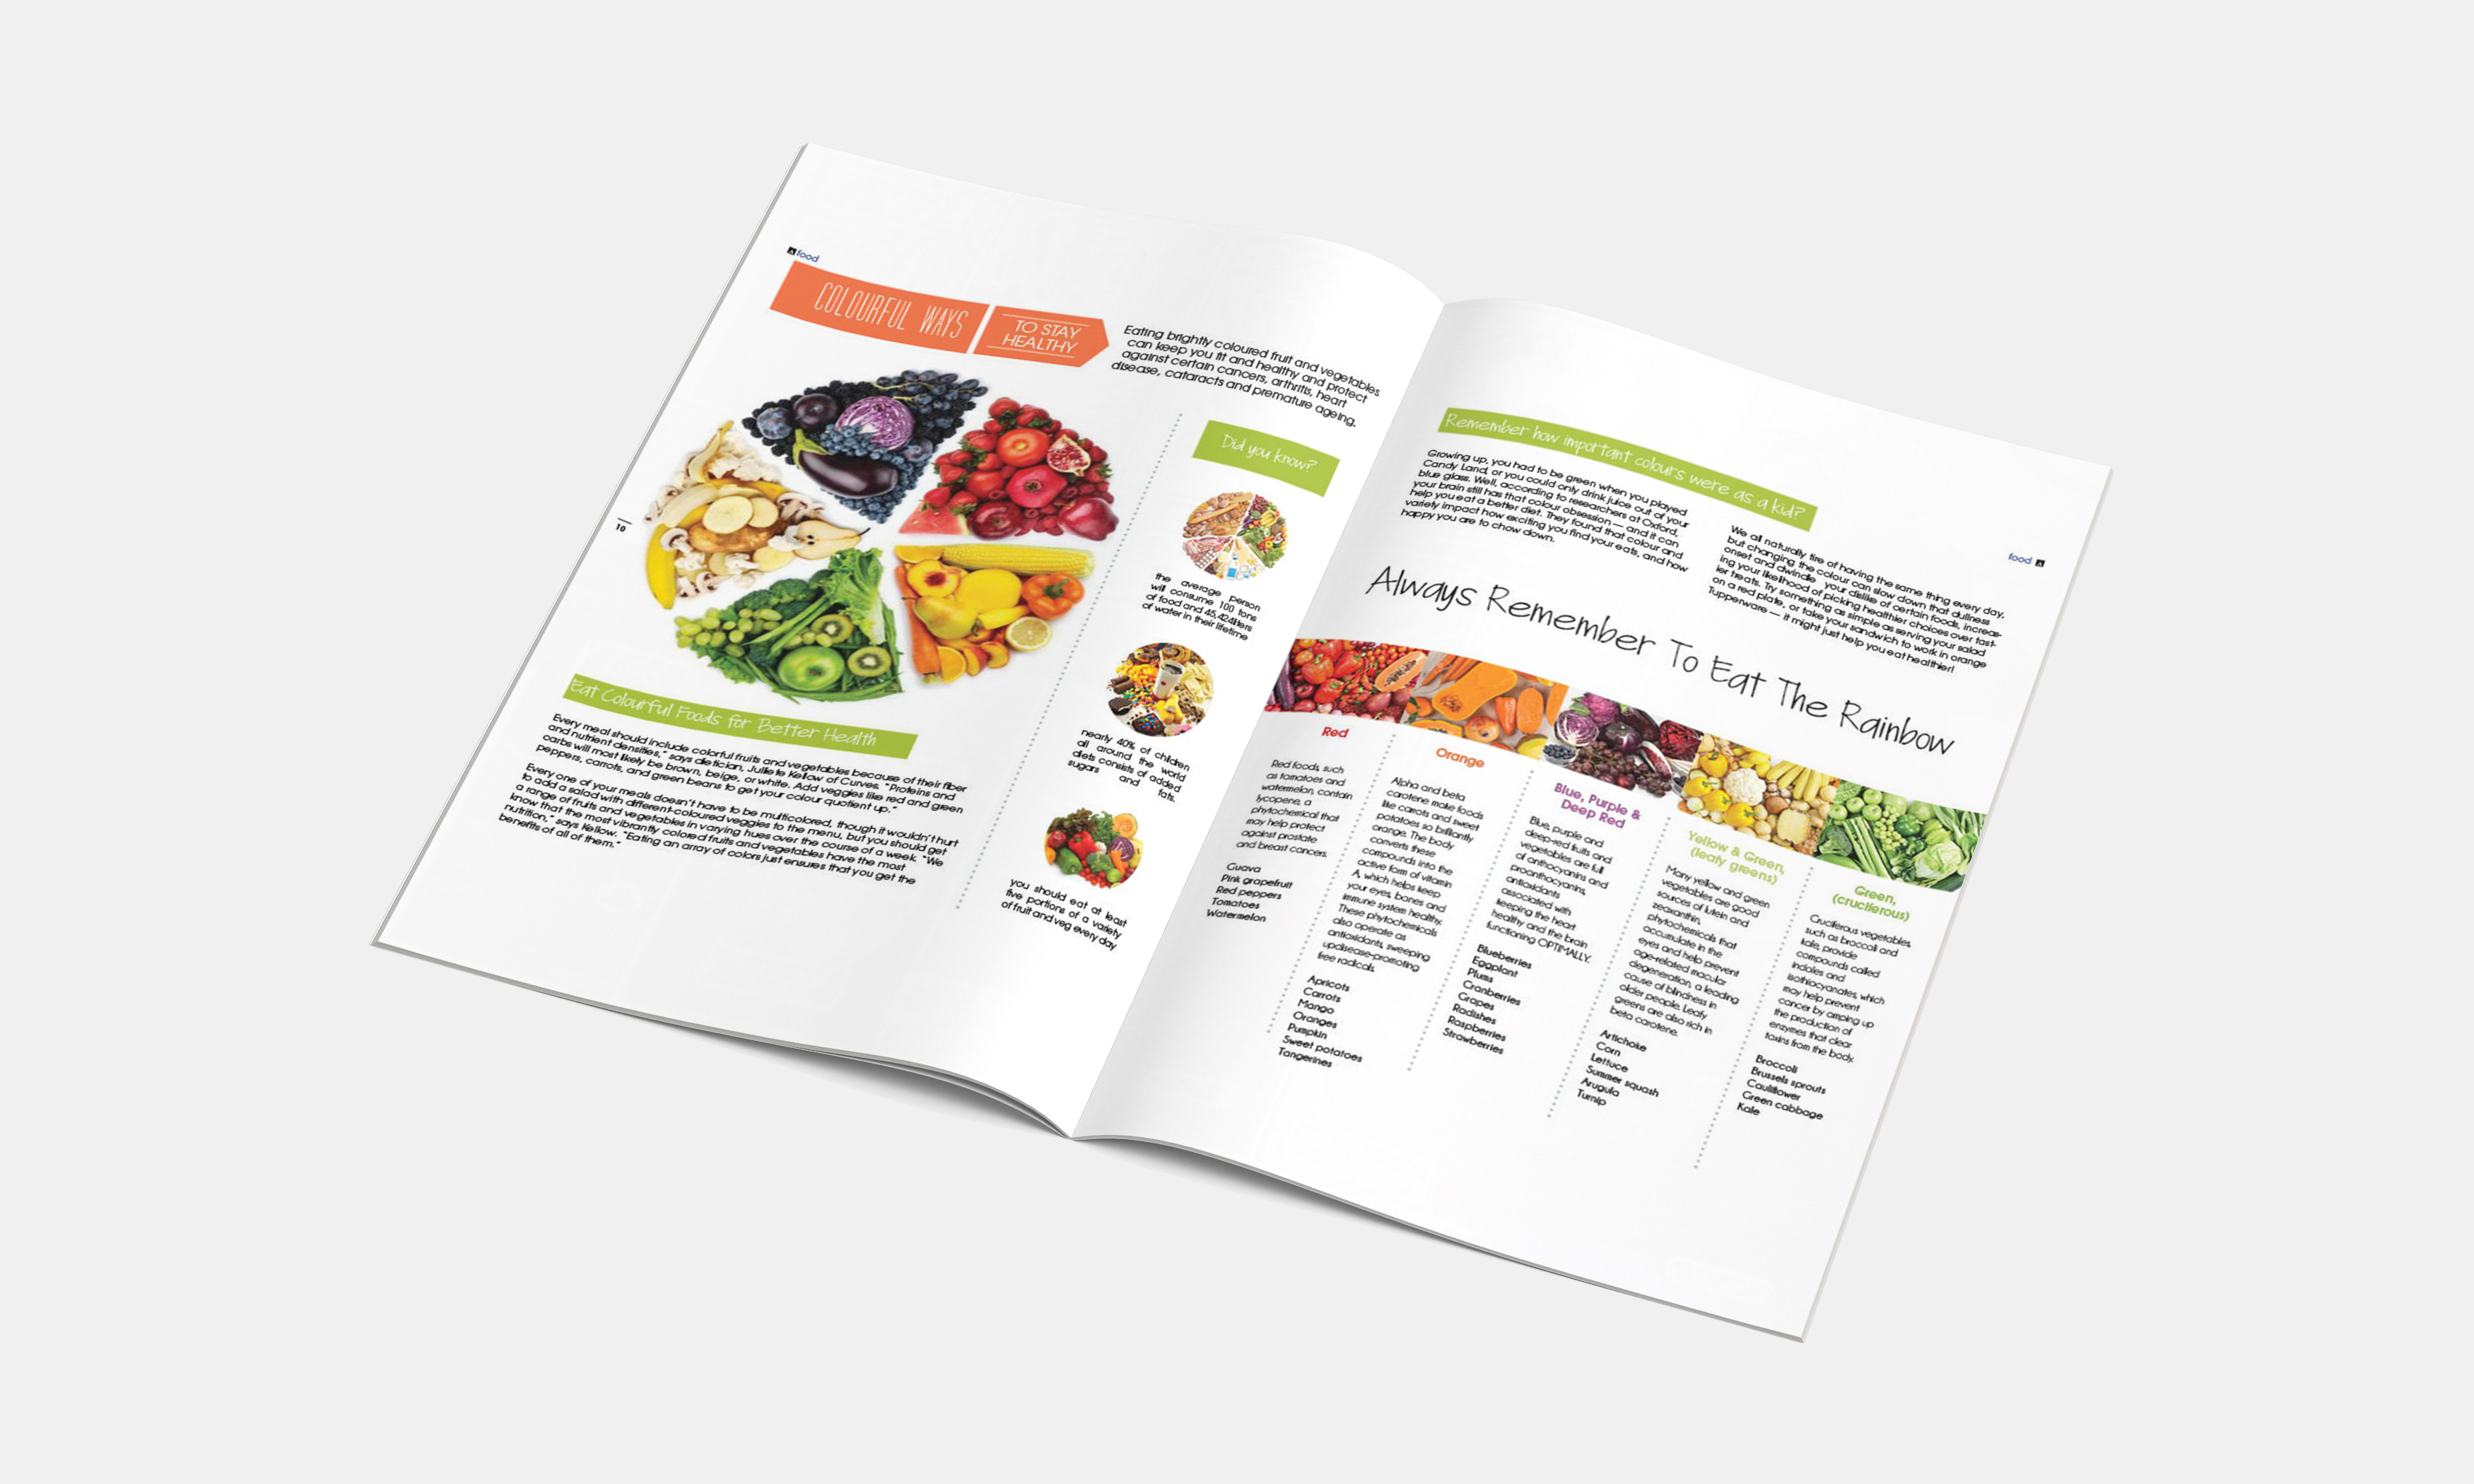 food
COLOURFUL WAYS
TO STAY
HEALTHY
Eating brightly coloured fruit and vegetables
can keep you fit and healthy and protect
against certain cancers, arthritis, heart
disease, cataracts and premature ageing.
Did you know?
the average person
will consume 100 tons
of food and 45,424liters
of water in their lifetime
nearly 40% of children
all around the world
diets consists of added
sugars and fats.
you should eat at least
five portions of a variety
of fruit and veg every day
10
Eat Colourful Foods for Better Health
Every meal should include colorful fruits and vegetables because of their fiber
and nutrient densities," says dietician, Julliete Kellow of Curves. "Proteins and
carbs will most likely be brown, beige, or white. Add veggies like red and green
peppers, carrots, and green beans to get your colour quotient up."
Every one of your meals doesn't have to be multicolored, though it wouldn't hurt
to add a salad with different-coloured veggies to the menu, but you should get
a range of fruits and vegetables in varying hues over the course of a week. "We
know that the most vibrantly colored fruits and vegetables have the most
nutrition," says Kellow. "Eating an array of colors just ensures that you get the
benefits of all of them."
Remember how important colours were as a kid?
Growing up, you had to be green when you played
Candy Land, or you could only drink juice out of your
blue glass. Well, according to researchers at Oxford,
your brain still has that colour obsession — and it can
help you eat a better diet. They found that colour and
variety impact how exciting you find your eats, and how
happy you are to chow down.
We all naturally tire of having the same thing every day,
but changing the colour can slow down that dullness
onset and dwindle your dislike of certain foods, increas-
ing your likelihood of picking healthier choices over fast-
ier treats. Try something as simple as serving your salad
on a red plate, or take your sandwich to work in orange
Tupperware — it might just help you eat healthier!
food
Always Remember To Eat The Rainbow
Red
Red foods, such
as tomatoes and
watermelon, contain
lycopene, a
phytochemical that
may help protect
against prostate
and breast cancers.
Guava
Pink grapefruit
Red peppers
Tomatoes
Watermelon
Orange
Alpha and beta
carotene make foods
like carrots and sweet
potatoes so brilliantly
orange. The body
converts these
compounds into the
active form of vitamin
A, which helps keep
your eyes, bones and
immune system healthy.
These phytochemicals
also operate as
antioxidants, sweeping
updisease-promoting
free radicals.
Apricots
Carrots
Mango
Oranges
Pumpkin
Sweet potatoes
Tangerines
Blue, Purple &
Deep Red
Blue, purple and
deep-red fruits and
vegetables are full
of anthocyanins and
proanthocyanins,
antioxidants
associated with
keeping the heart
healthy and the brain
functioning OPTIMALLY.
Blueberries
Eggplant
Plums
Cranberries
Grapes
Radishes
Raspberries
Strawberries
Yellow & Green,
(leafy greens)
Many yellow and green
vegetables are good
sources of lutein and
zeaxanthin,
phytochemicals that
accumulate in the
eyes and help prevent
age-related macular
degeneration, a leading
cause of blindness in
older people. Leafy
greens are also rich in
beta carotene.
Artichoke
Corn
Lettuce
Summer squash
Arugula
Turnip
Green,
(cruciferous)
Cruciferous vegetables,
such as broccoli and
kale, provide
compounds called
indoles and
isothiocyanates, which
may help prevent
cancer by amping up
the production of
enzymes that clear
toxins from the body.
Broccoli
Brussels sprouts
Cauliflower
Green cabbage
Kale